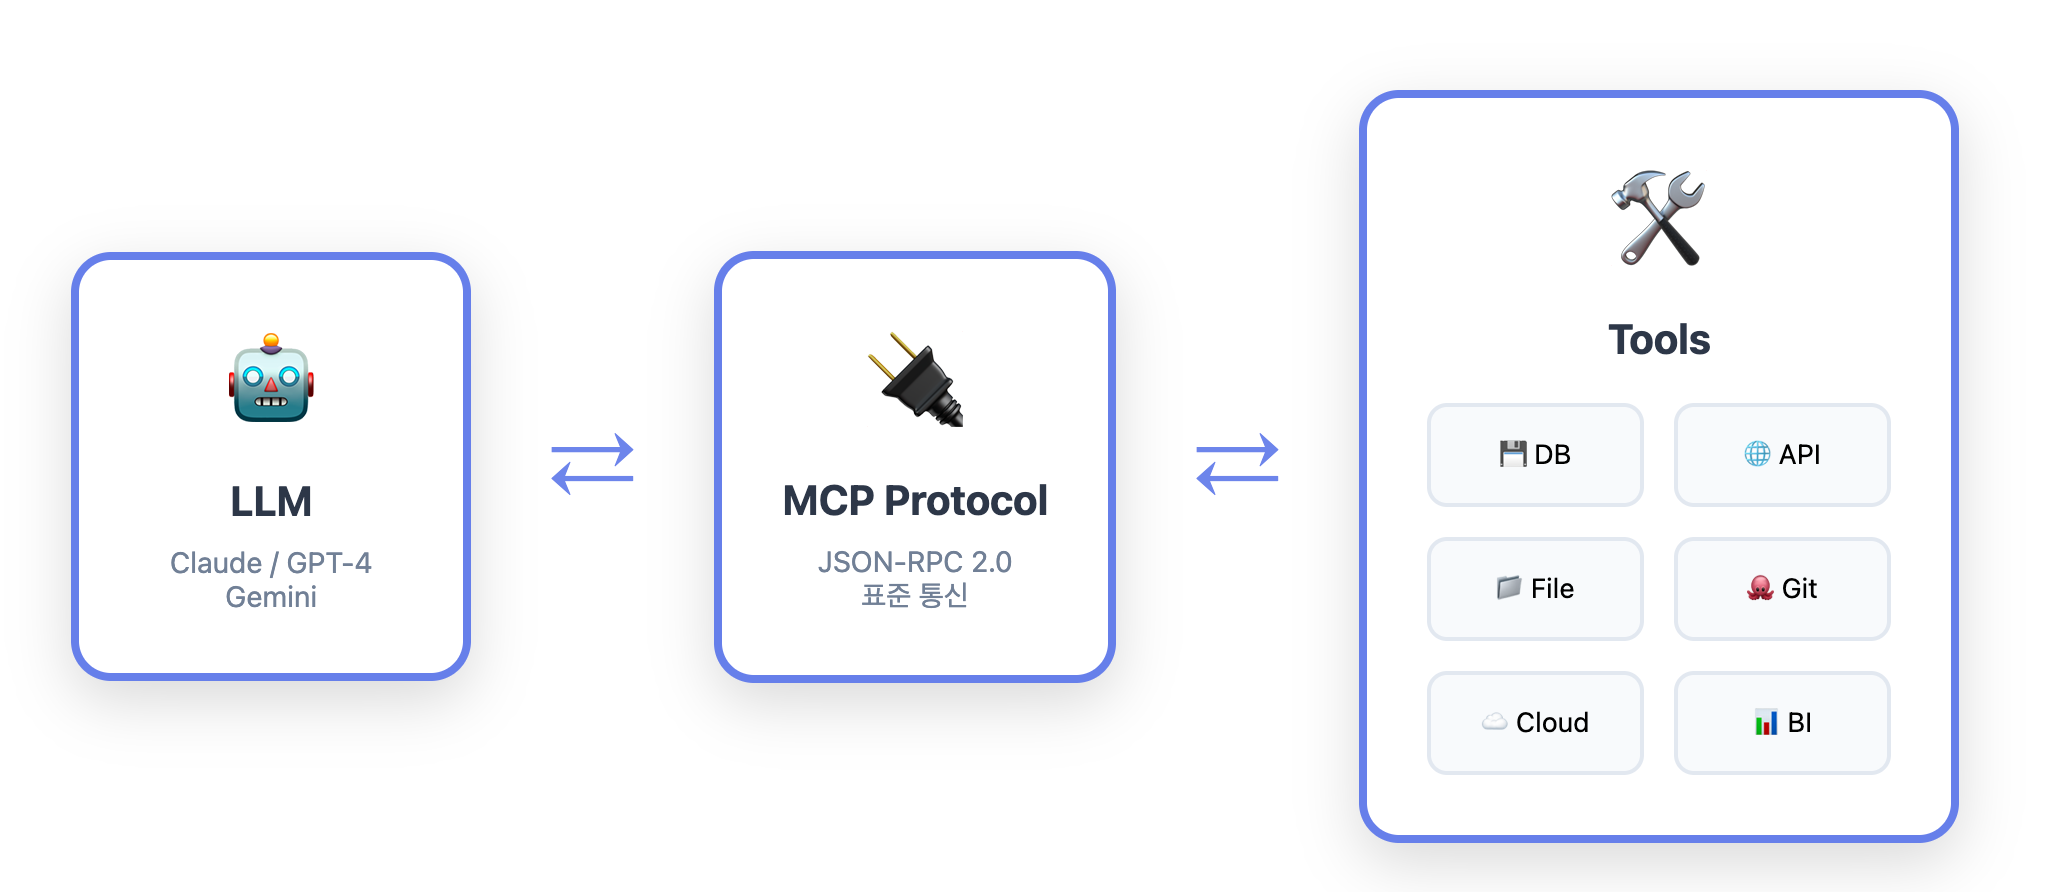 LLM
Claude / GPT-4
Gemini
MCP Protocol
JSON-RPC 2.0
표준 통신
Tools
DB
API
File
Git
Cloud
BI